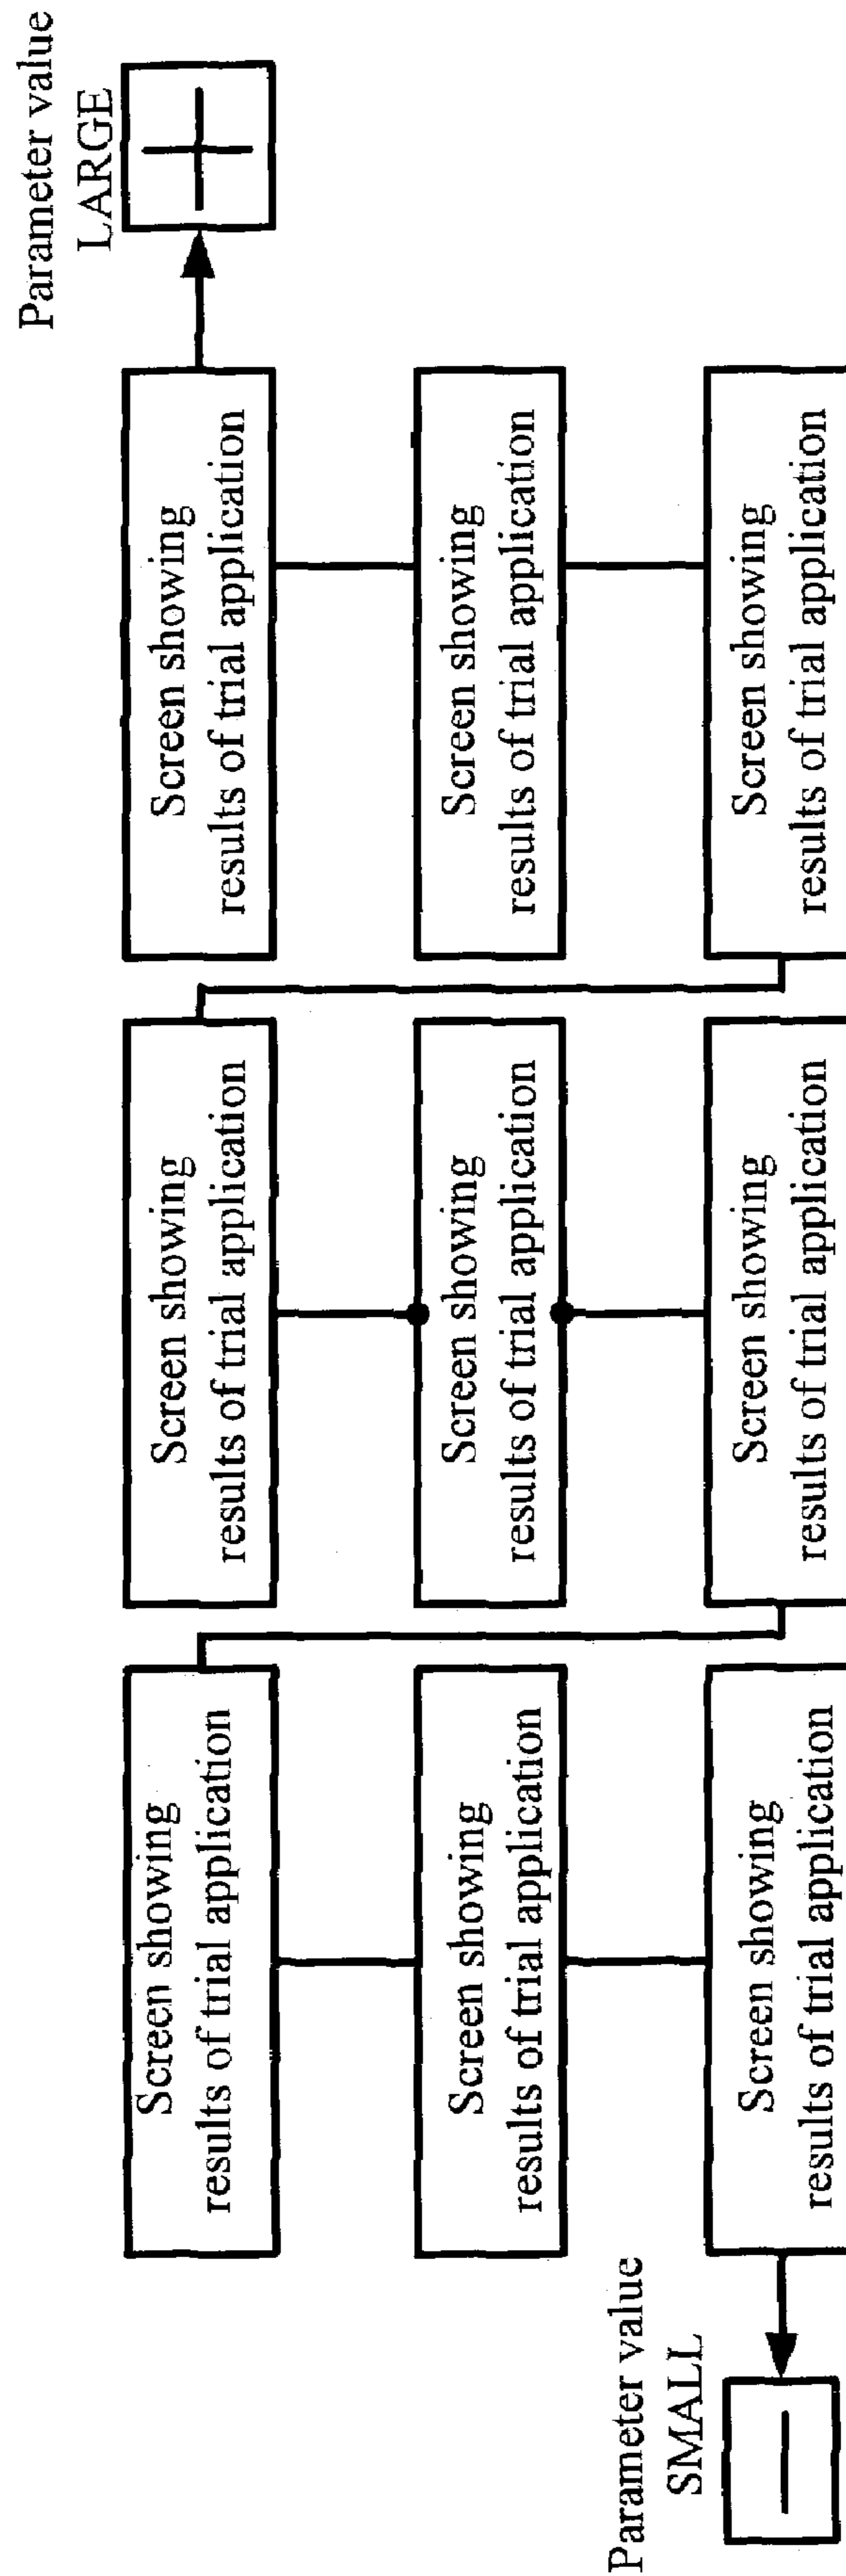 Parameter value
LARGE
Screen showing
results of trial application
Screen showing
results of trial application
Screen showing
results of trial application
+
Screen showing
results of trial application
Screen showing
results of trial application
Screen showing
results of trial application
Parameter value
SMALL
−
Screen showing
results of trial application
Screen showing
results of trial application
Screen showing
results of trial application